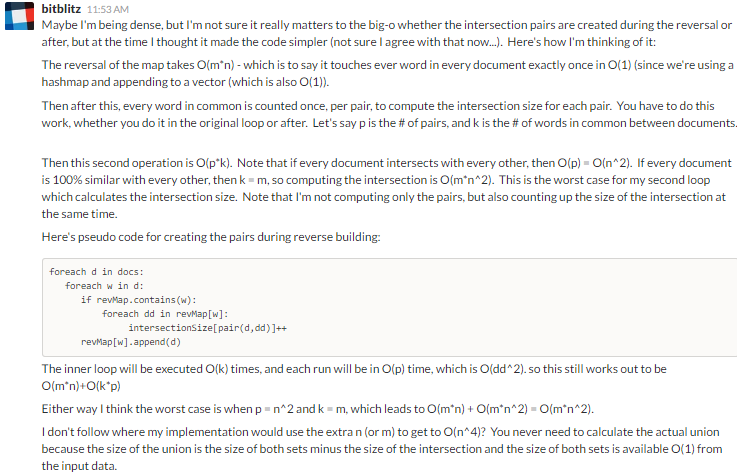 bitblitz 11:53 AM
Maybe I'm being dense, but I'm not sure it really matters to the big-o whether the intersection pairs are created during the reversal or
after, but at the time I thought it made the code simpler (not sure I agree with that now...). Here's how I'm thinking of it:
The reversal of the map takes O(m*n) - which is to say it touches ever word in every document exactly once in O(1) (since we're using a
hashmap and appending to a vector (which is also O(1)).
Then after this, every word in common is counted once, per pair, to compute the intersection size for each pair. You have to do this
work, whether you do it in the original loop or after. Let's say p is the # of pairs, and k is the # of words in common between documents.
Then this second operation is O(p*k). Note that if every document intersects with every other, then O(p) = O(n^2). If every document
is 100% similar with every other, then k = m, so computing the intersection is O(m*n^2). This is the worst case for my second loop
which calculates the intersection size. Note that I'm not computing only the pairs, but also counting up the size of the intersection at
the same time.
Here's pseudo code for creating the pairs during reverse building:
foreach d in docs:
foreach w in d:
if revMap.contains(w):
foreach dd in revMap[w]:
intersectionSize[pair(d,dd)]++
revMap[w].append(d)
The inner loop will be executed O(k) times, and each run will be in O(p) time, which is O(dd^2). so this still works out to be
O(m*n)+O(k*p)
Either way I think the worst case is when p = n^2 and k = m, which leads to O(m*n) + O(m*n^2) = O(m*n^2).
I don't follow where my implementation would use the extra n (or m) to get to O(n^4)? You never need to calculate the actual union
because the size of the union is the size of both sets minus the size of the intersection and the size of both sets is available O(1) from
the input data.